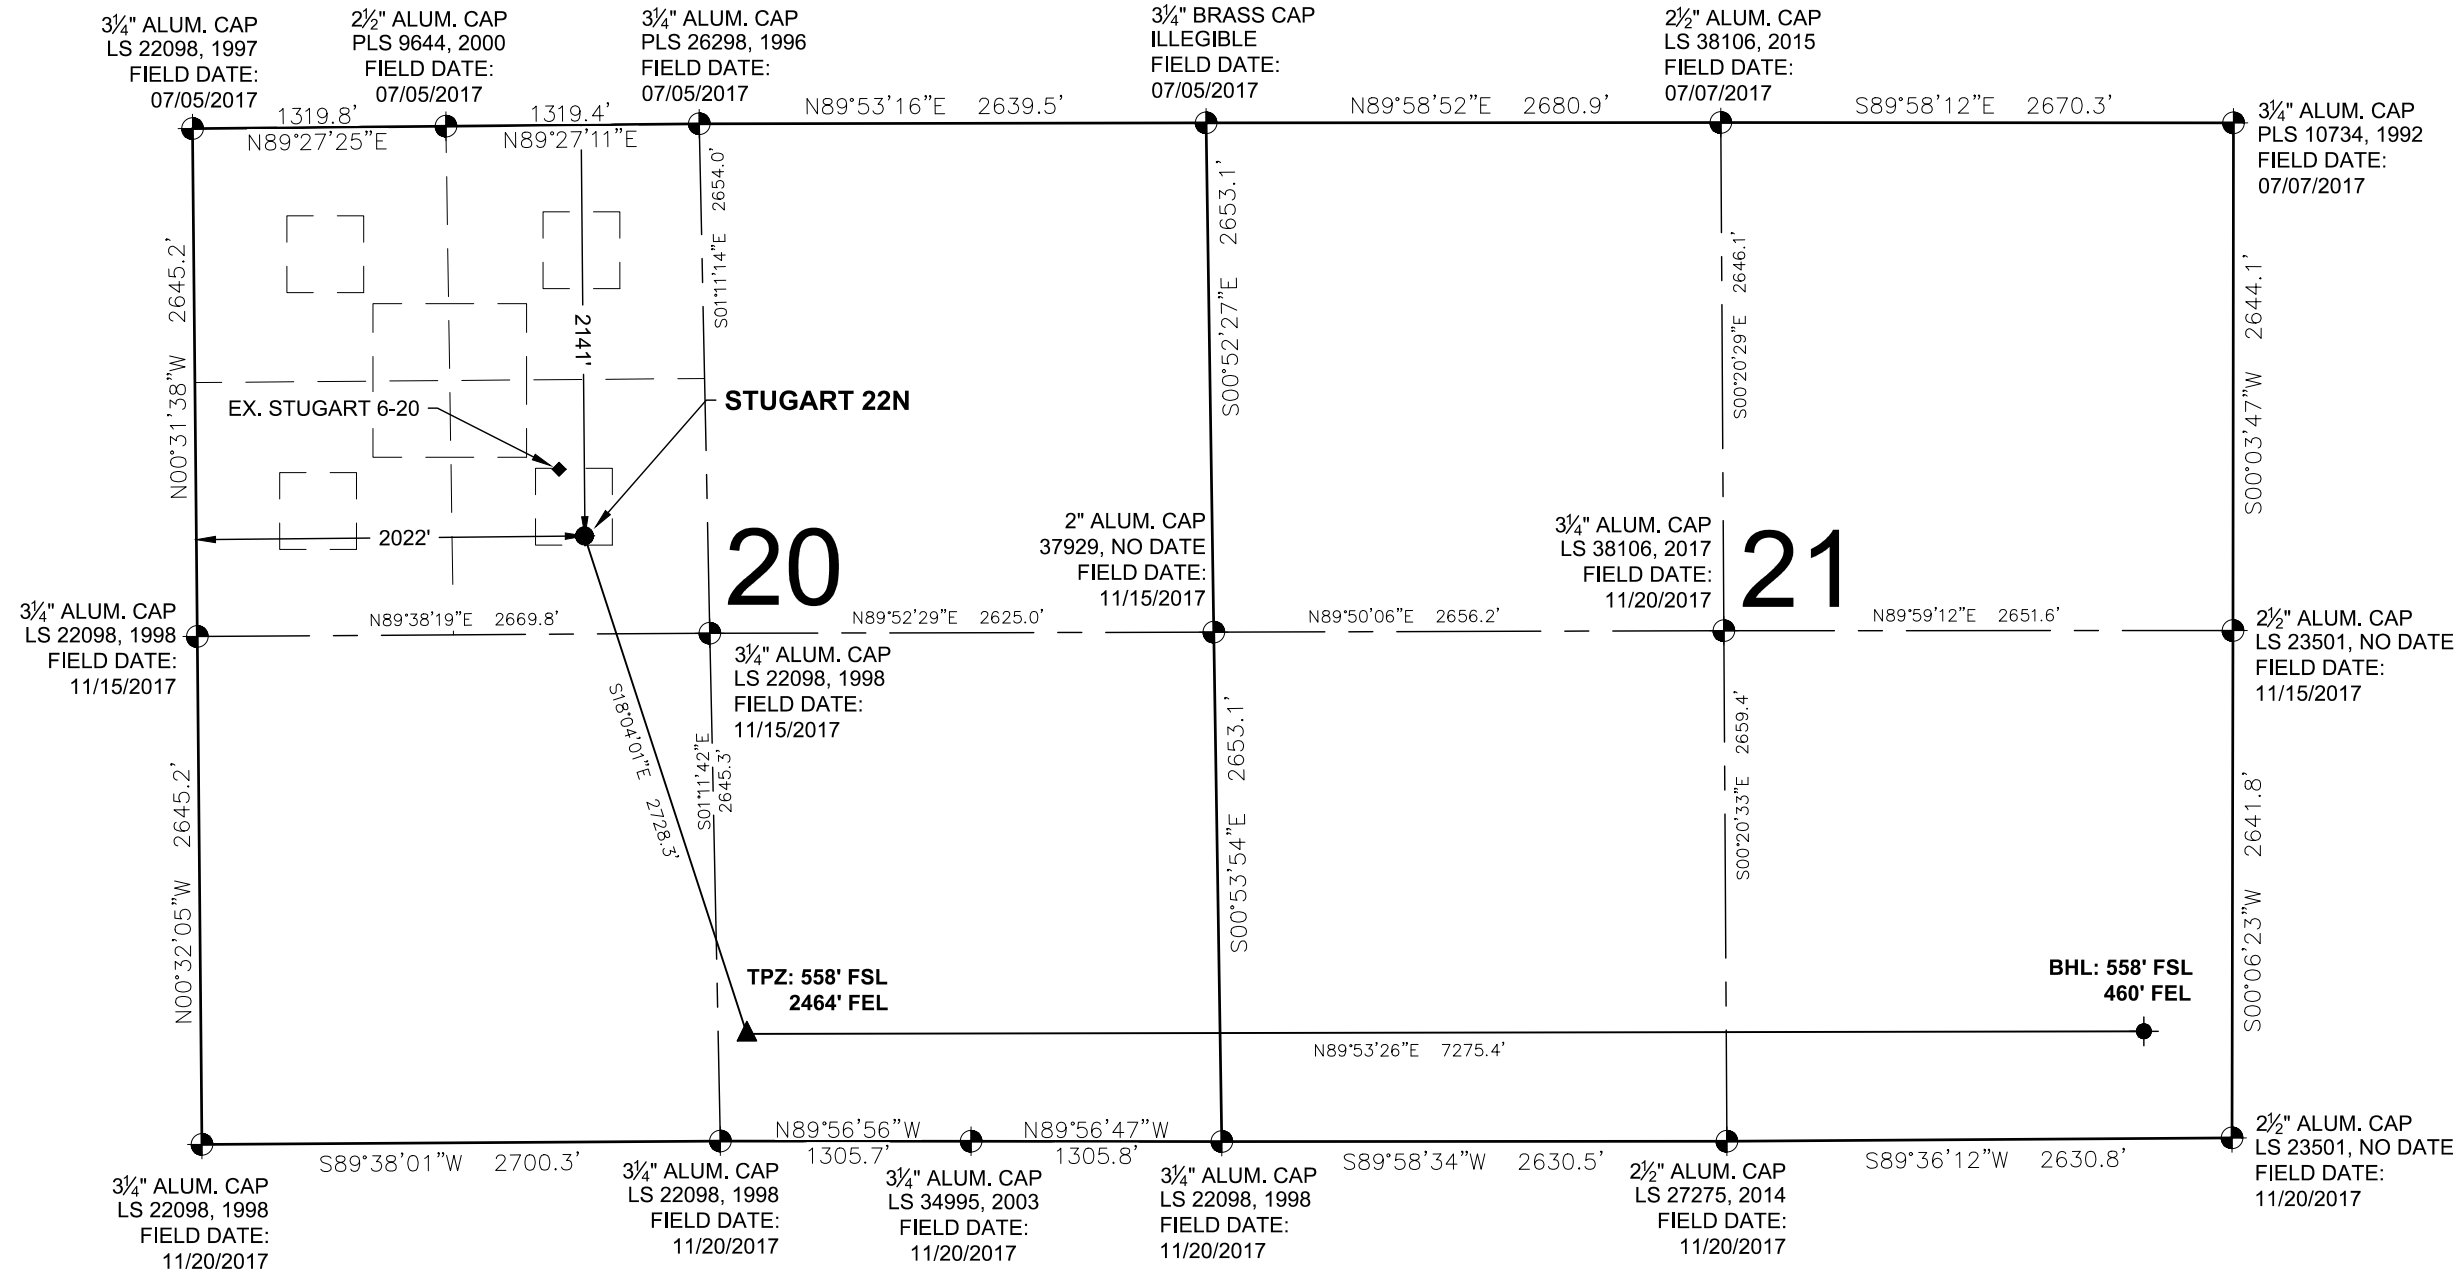 3¼" ALUM. CAP
LS 22098, 1997
FIELD DATE:
07/05/2017
2½" ALUM. CAP
PLS 9644, 2000
FIELD DATE:
07/05/2017
3¼" ALUM. CAP
PLS 26298, 1996
FIELD DATE:
07/05/2017
3¼" BRASS CAP
ILLEGIBLE
FIELD DATE:
07/05/2017
2½" ALUM. CAP
LS 38106, 2015
FIELD DATE:
07/07/2017
3¼" ALUM. CAP
PLS 10734, 1992
FIELD DATE:
07/07/2017
1319.8'
N89°27'25"E
1319.4'
N89°27'11"E
N89°53'16"E 2639.5'
N89°58'52"E 2680.9'
S89°58'12"E 2670.3'
N00°31'38"W 2645.2'
S01°11'14"E 2654.0'
S00°52'27"E 2653.1'
S00°20'29"E 2646.1'
S00°03'47"W 2644.1'
2141'
EX. STUGART 6-20
STUGART 22N
2022'
20
21
2" ALUM. CAP
37929, NO DATE
FIELD DATE:
11/15/2017
3¼" ALUM. CAP
LS 38106, 2017
FIELD DATE:
11/20/2017
3¼" ALUM. CAP
LS 22098, 1998
FIELD DATE:
11/15/2017
N89°38'19"E 2669.8'
N89°52'29"E 2625.0'
N89°50'06"E 2656.2'
N89°59'12"E 2651.6'
2½" ALUM. CAP
LS 23501, NO DATE
FIELD DATE:
11/15/2017
3¼" ALUM. CAP
LS 22098, 1998
FIELD DATE:
11/15/2017
S18°04'01"E 2728.3'
N00°32'05"W 2645.2'
S01°11'42"E
2645.3'
S00°53'54"E 2653.1'
S00°20'33"E 2659.4'
S00°06'23"W 2641.8'
TPZ: 558' FSL
2464' FEL
BHL: 558' FSL
460' FEL
N89°53'26"E 7275.4'
S89°38'01"W 2700.3'
N89°56'56"W
1305.7'
N89°56'47"W
1305.8'
S89°58'34"W 2630.5'
S89°36'12"W 2630.8'
3¼" ALUM. CAP
LS 22098, 1998
FIELD DATE:
11/20/2017
3¼" ALUM. CAP
LS 22098, 1998
FIELD DATE:
11/20/2017
3¼" ALUM. CAP
LS 34995, 2003
FIELD DATE:
11/20/2017
3¼" ALUM. CAP
LS 22098, 1998
FIELD DATE:
11/20/2017
2½" ALUM. CAP
LS 27275, 2014
FIELD DATE:
11/20/2017
2½" ALUM. CAP
LS 23501, NO DATE
FIELD DATE:
11/20/2017